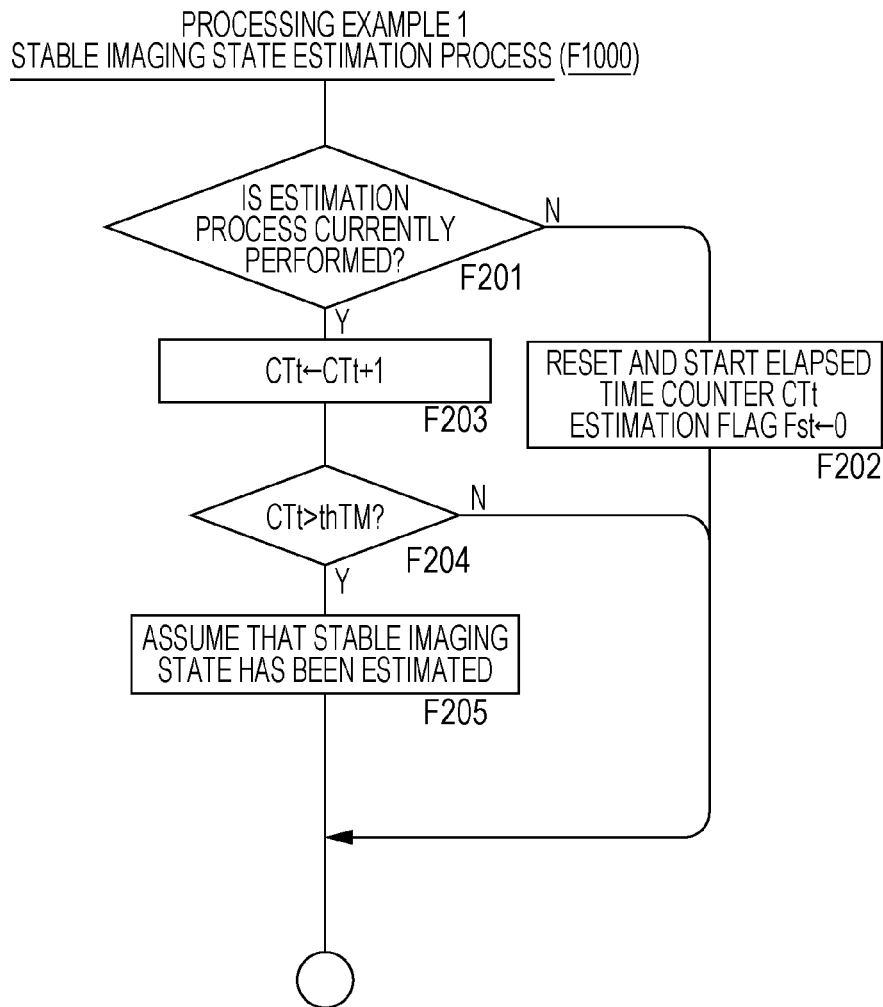 PROCESSING EXAMPLE 1
STABLE IMAGING STATE ESTIMATION PROCESS (F1000)
IS ESTIMATION
PROCESS CURRENTLY
PERFORMED?
N
F201
Y
CTt←CTt+1
F203
RESET AND START ELAPSED
TIME COUNTER CTt
ESTIMATION FLAG Fst←0
F202
CTt>thTM?
N
F204
Y
ASSUME THAT STABLE IMAGING
STATE HAS BEEN ESTIMATED
F205